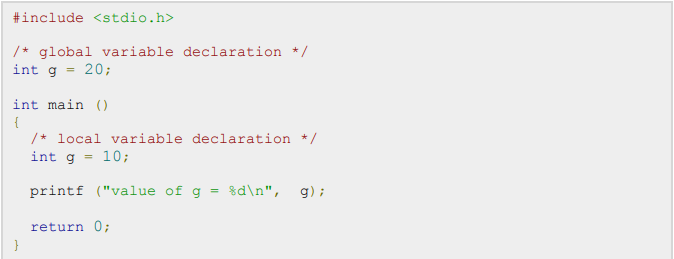 #include <stdio.h>
/* global variable declaration */
int g = 20;
int main ()
{
/* local variable declaration */
int g = 10;
printf ("value of g = %d\n",  g);
return 0;
}